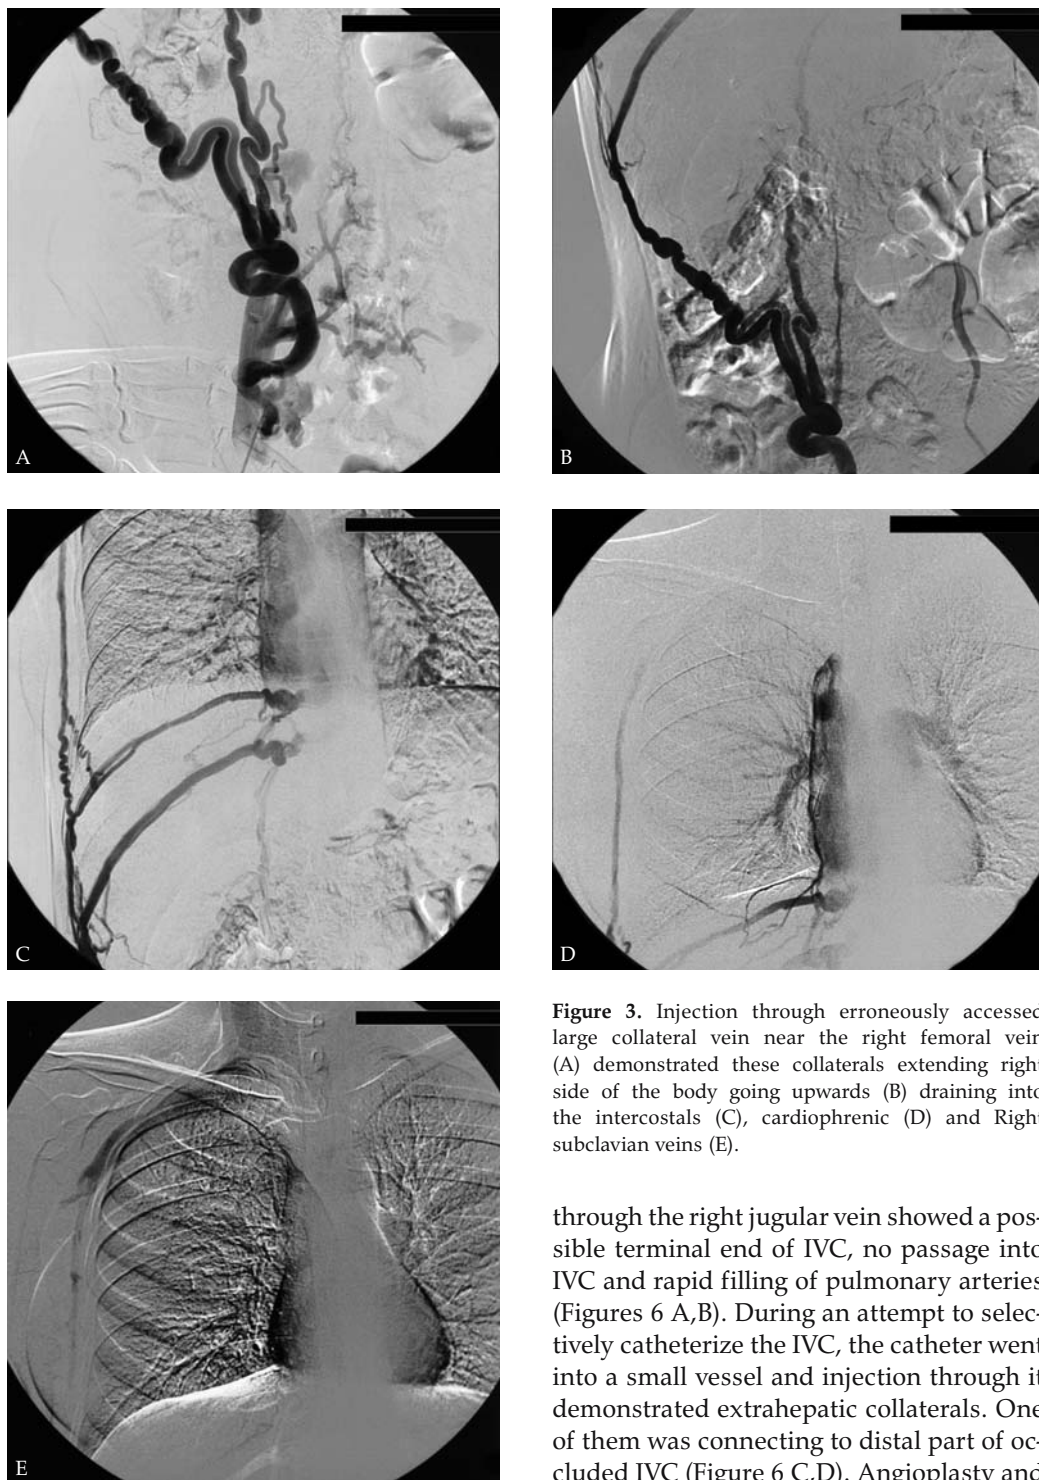 A
B
C
D
E
Figure 3. Injection through erroneously accessed
large collateral vein near the right femoral vein
(A) demonstrated these collaterals extending right
side of the body going upwards (B) draining into
the intercostals (C), cardiophrenic (D) and Right
subclavian veins (E).
through the right jugular vein showed a pos-
sible terminal end of IVC, no passage into
IVC and rapid filling of pulmonary arteries
(Figures 6 A,B). During an attempt to selec-
tively catheterize the IVC, the catheter went
into a small vessel and injection through it
demonstrated extrahepatic collaterals. One
of them was connecting to distal part of oc-
cluded IVC (Figure 6 C,D). Angioplasty and